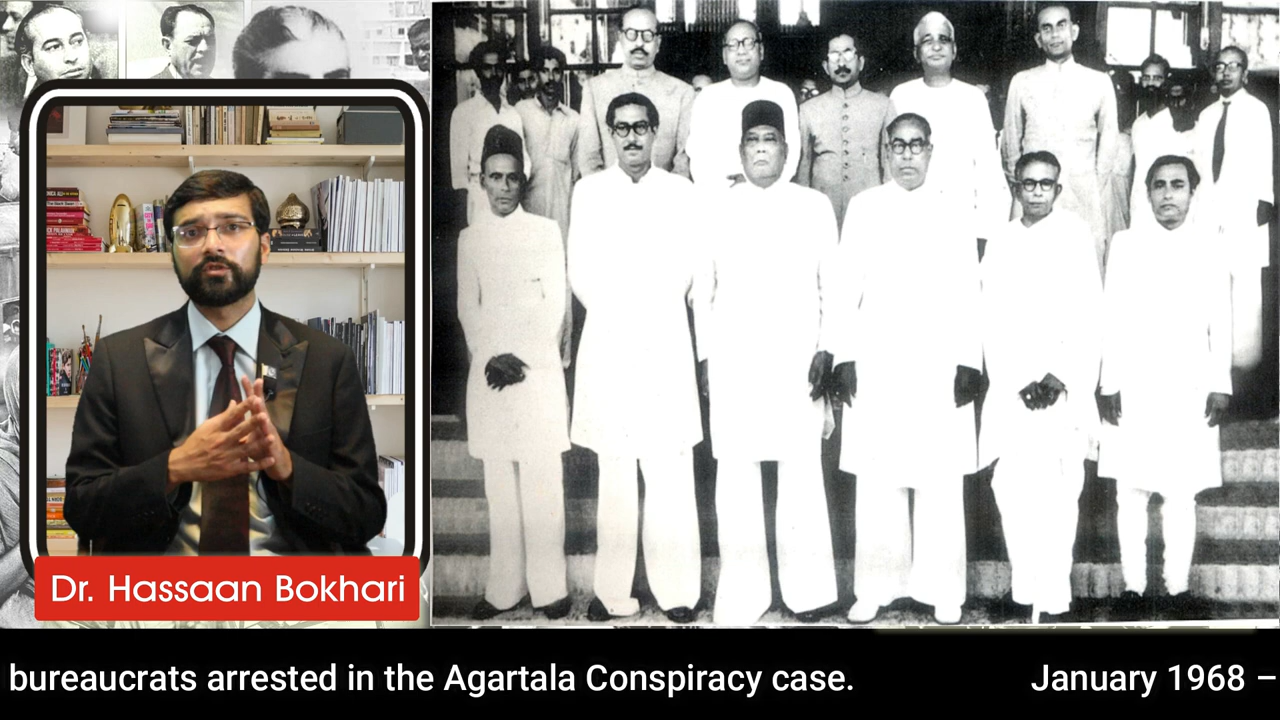 Dr. Hassaan Bokhari
bureaucrats arrested in the Agartala Conspiracy case. January 1968 –